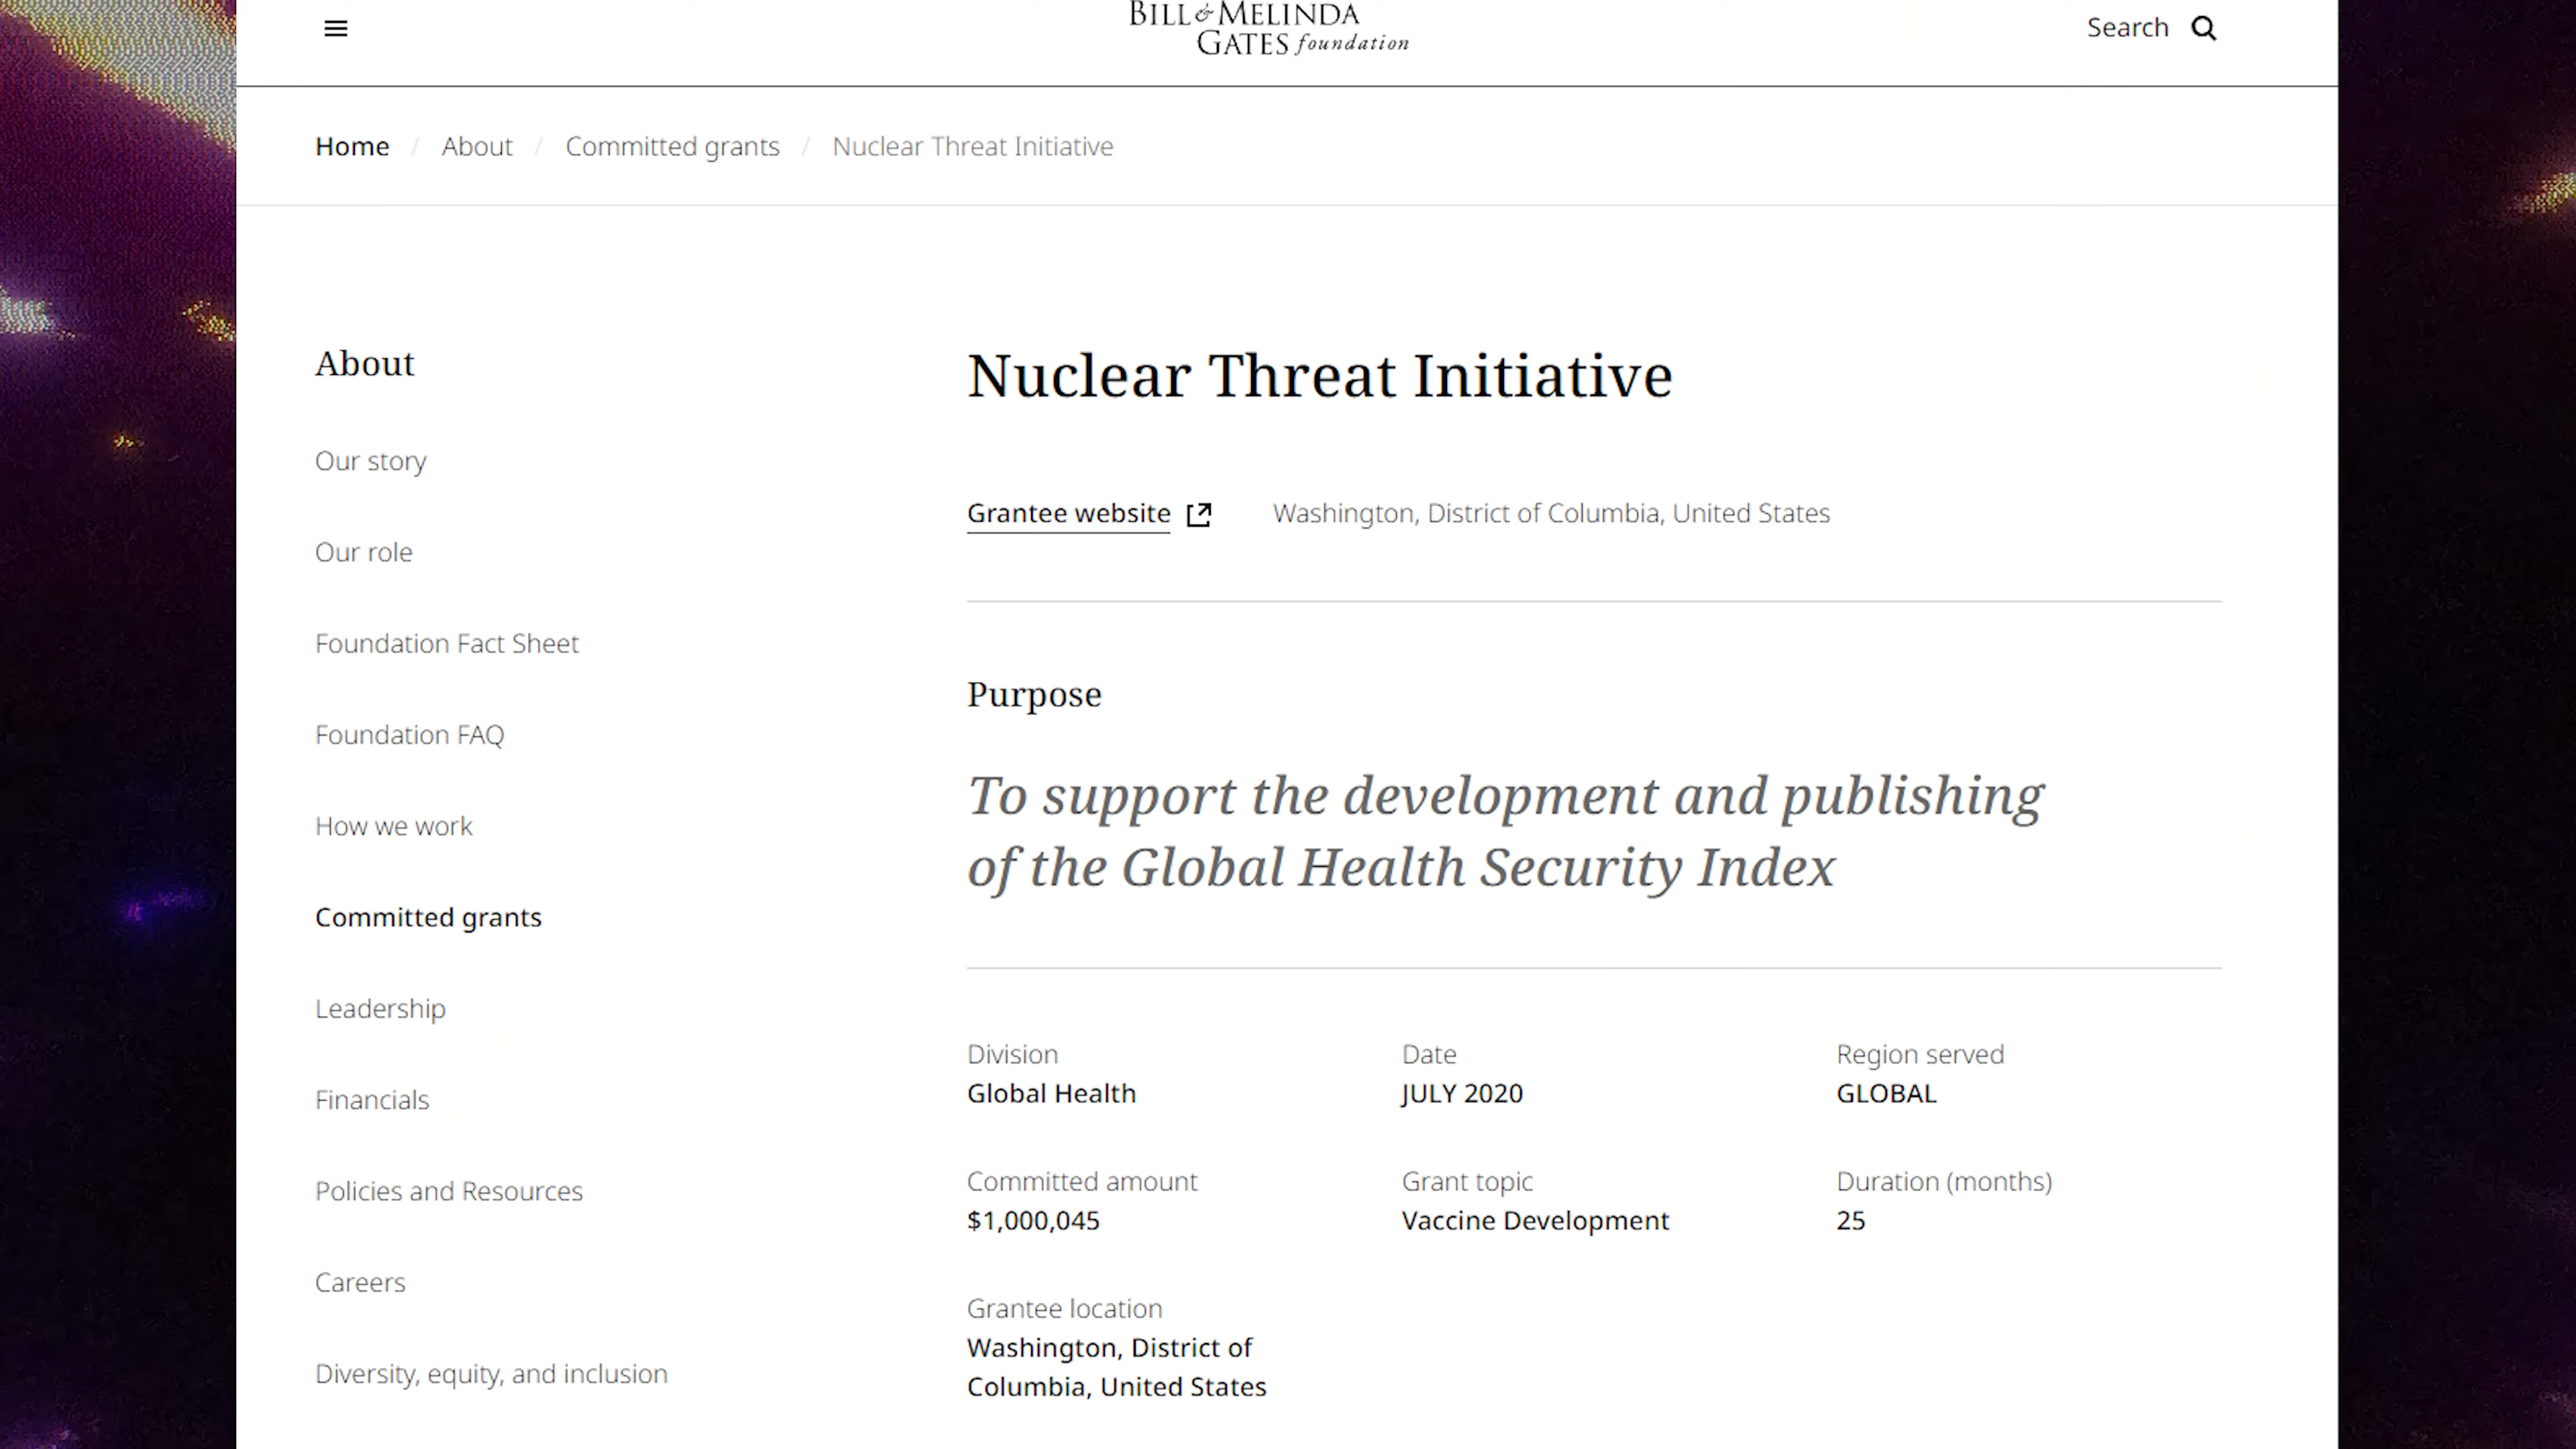 BILL & MELINDA
GATES foundation
Search
Home / About / Committed grants / Nuclear Threat Initiative
About
Our story
Our role
Foundation Fact Sheet
Foundation FAQ
How we work
Committed grants
Leadership
Financials
Policies and Resources
Careers
Diversity, equity, and inclusion
Nuclear Threat Initiative
Grantee website
Washington, District of Columbia, United States
Purpose
To support the development and publishing
of the Global Health Security Index
Division
Global Health
Date
JULY 2020
Region served
GLOBAL
Committed amount
$1,000,045
Grant topic
Vaccine Development
Duration (months)
25
Grantee location
Washington, District of
Columbia, United States